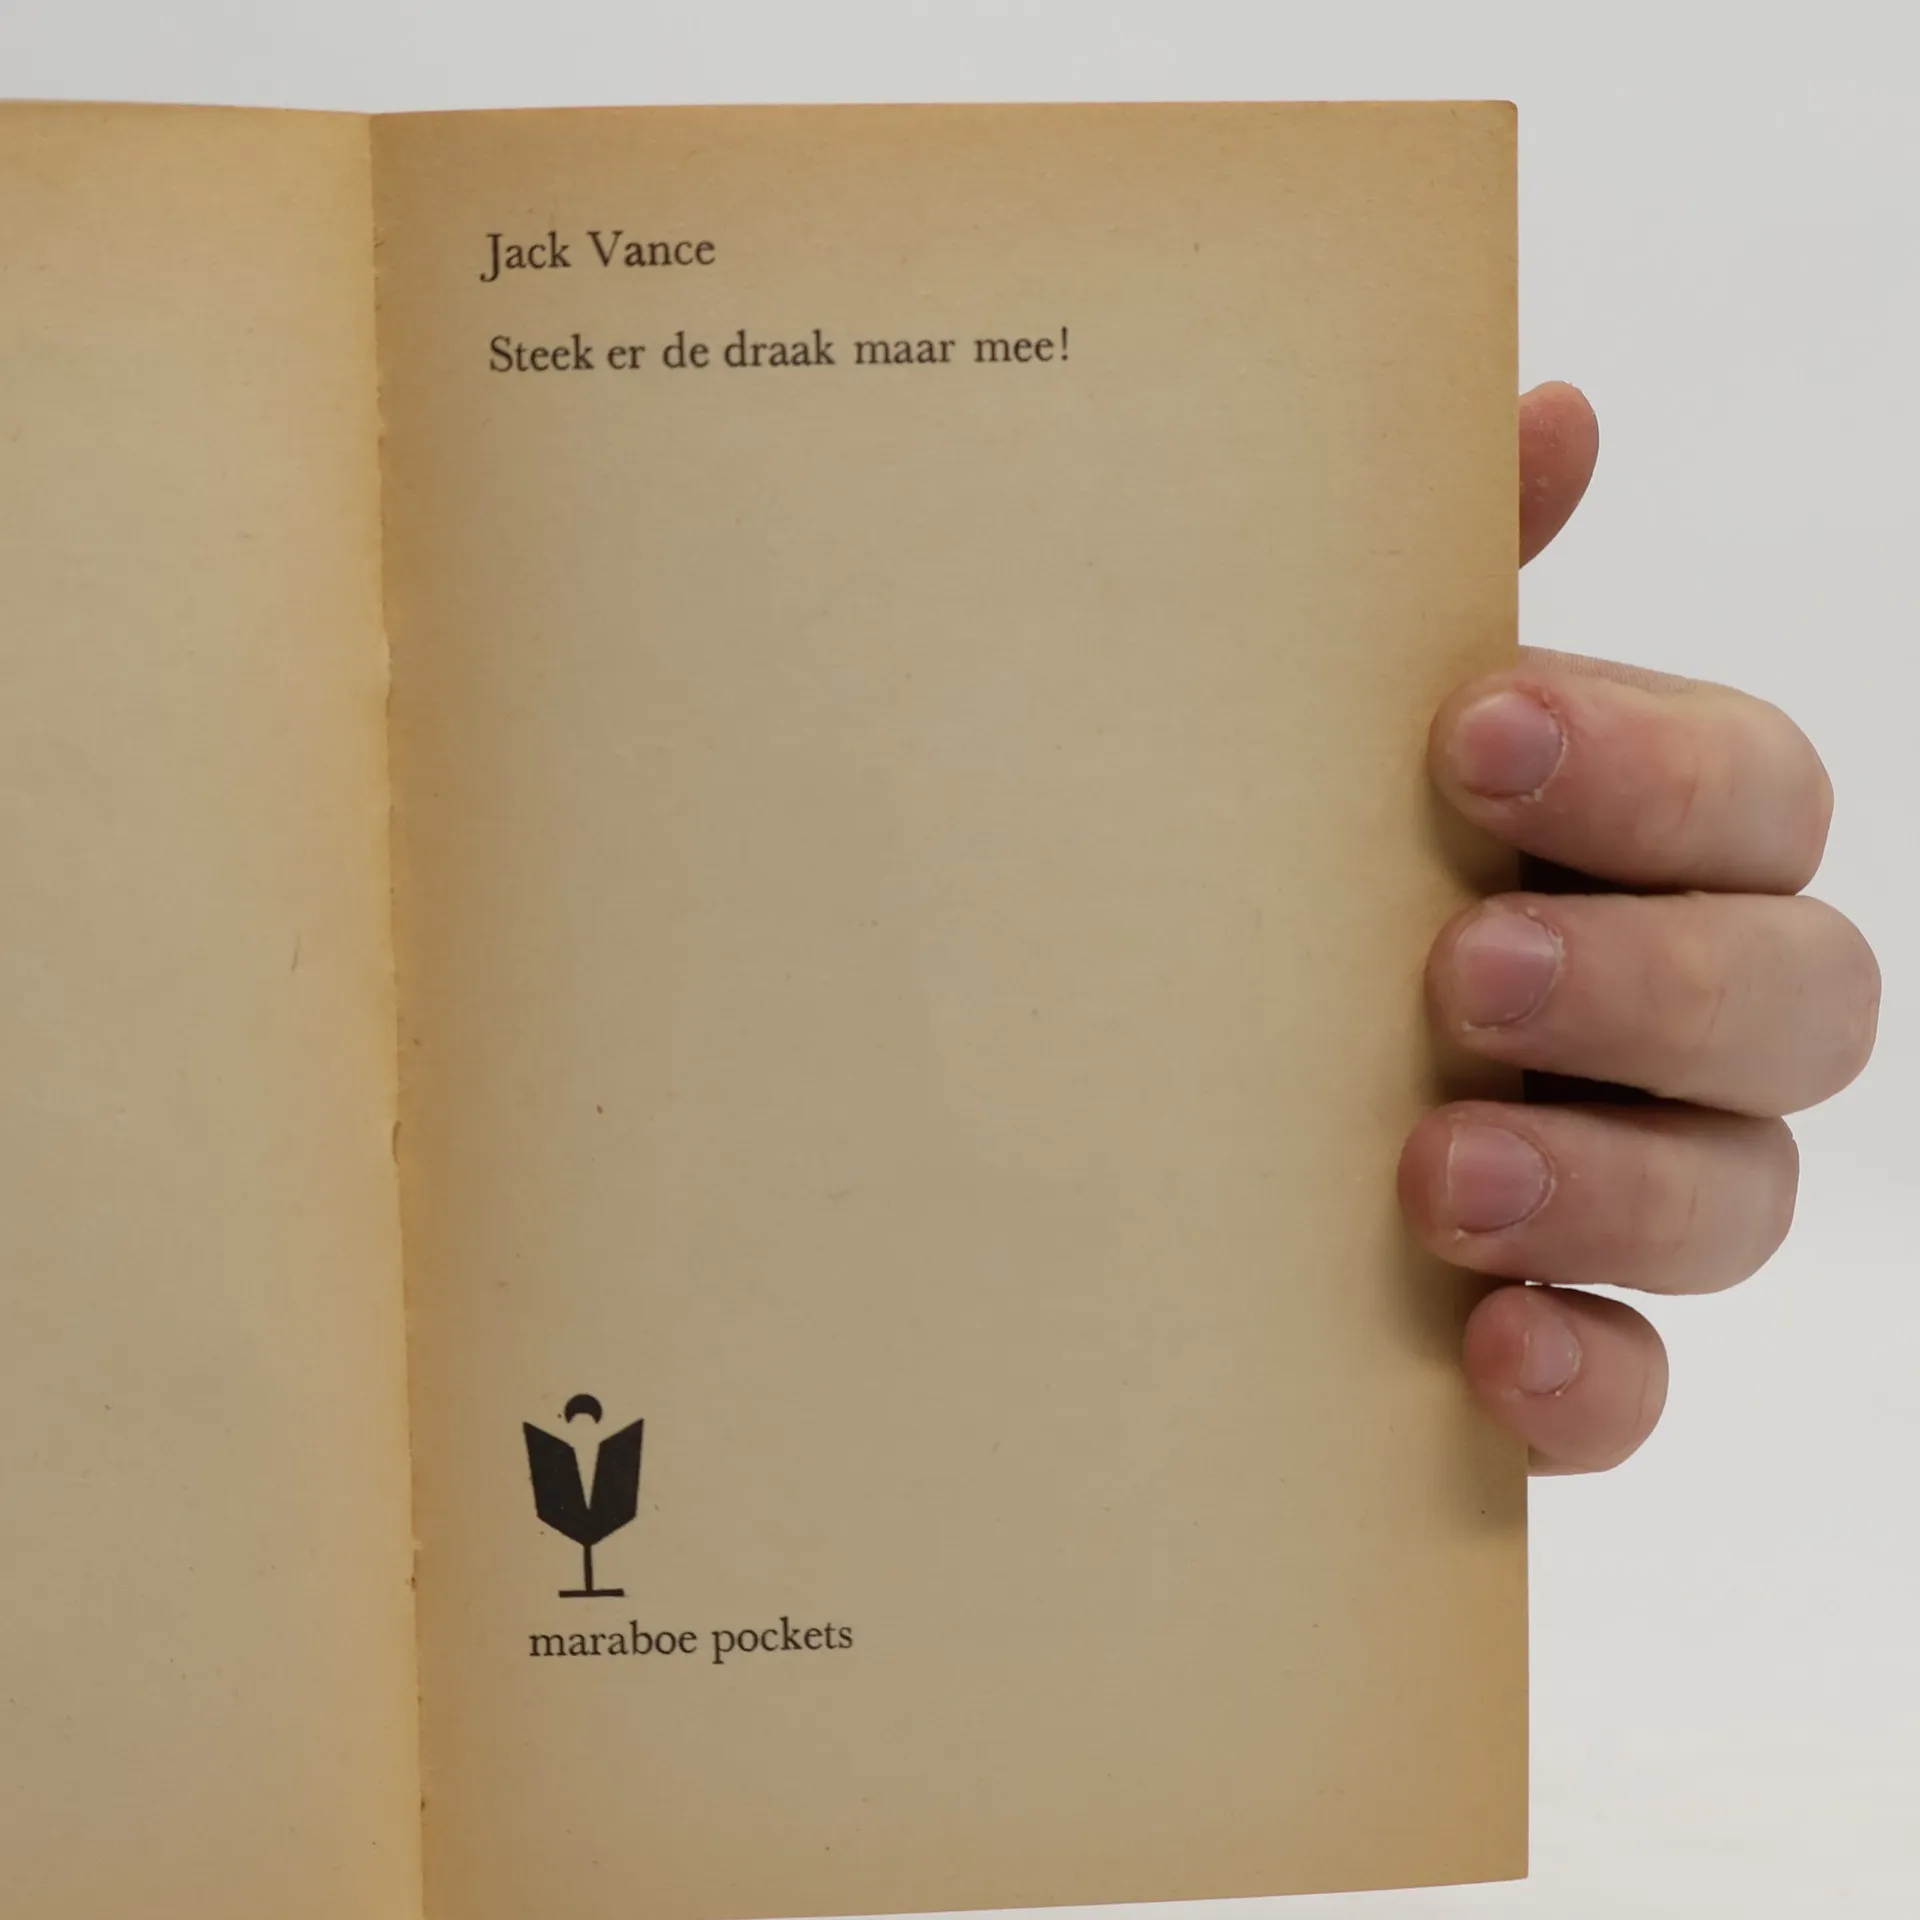 Jack Vance
Steek er de draak maar mee!
maraboe pockets